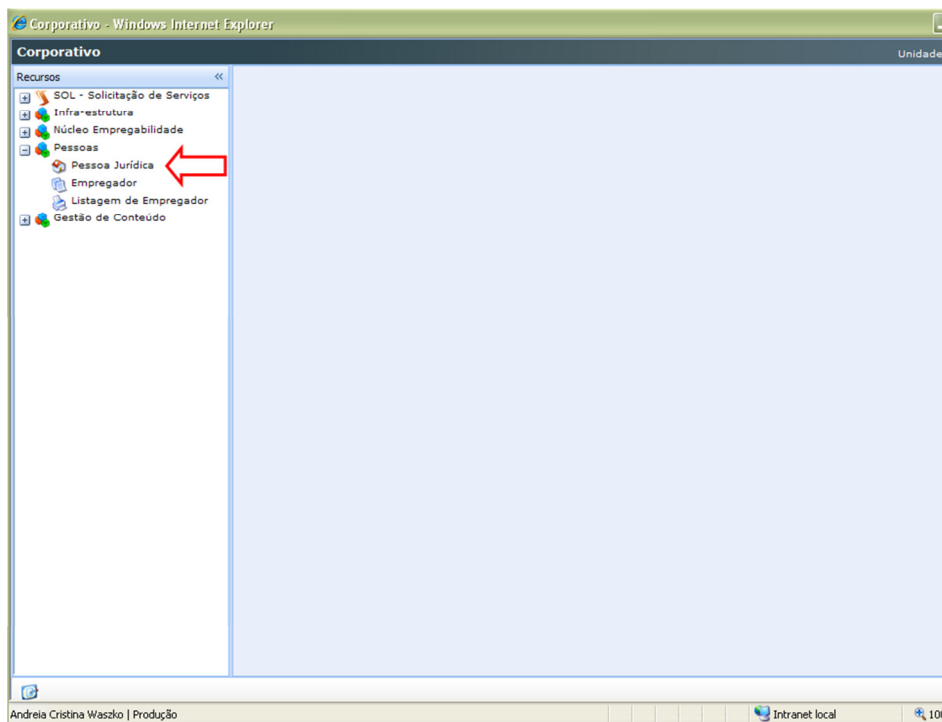 Corporativo - Windows Internet Explorer
Corporativo
Unidade
Recursos
SOL - Solicitação de Serviços
Infra-estrutura
Núcleo Empregabilidade
Pessoas
Pessoa Jurídica
Empregador
Listagem de Empregador
Gestão de Conteúdo
Andreia Cristina Waszko | Produção
Intranet local